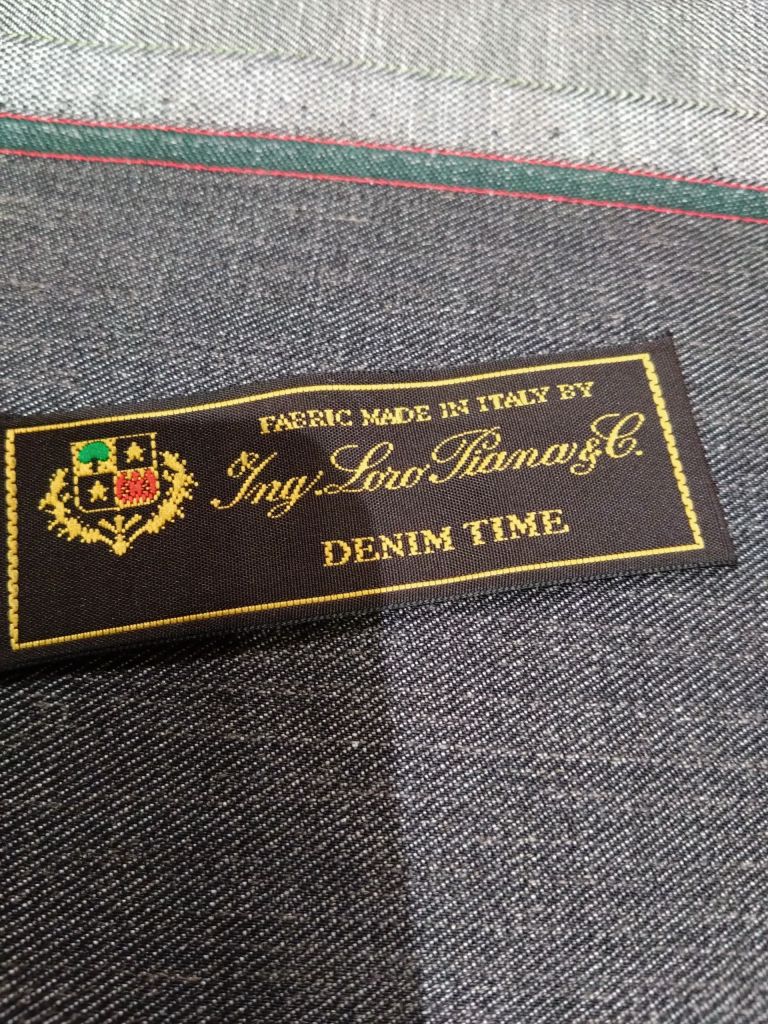 FABRIC MADE IN ITALY BY
Ing. Loro Piana & C.
DENIM TIME